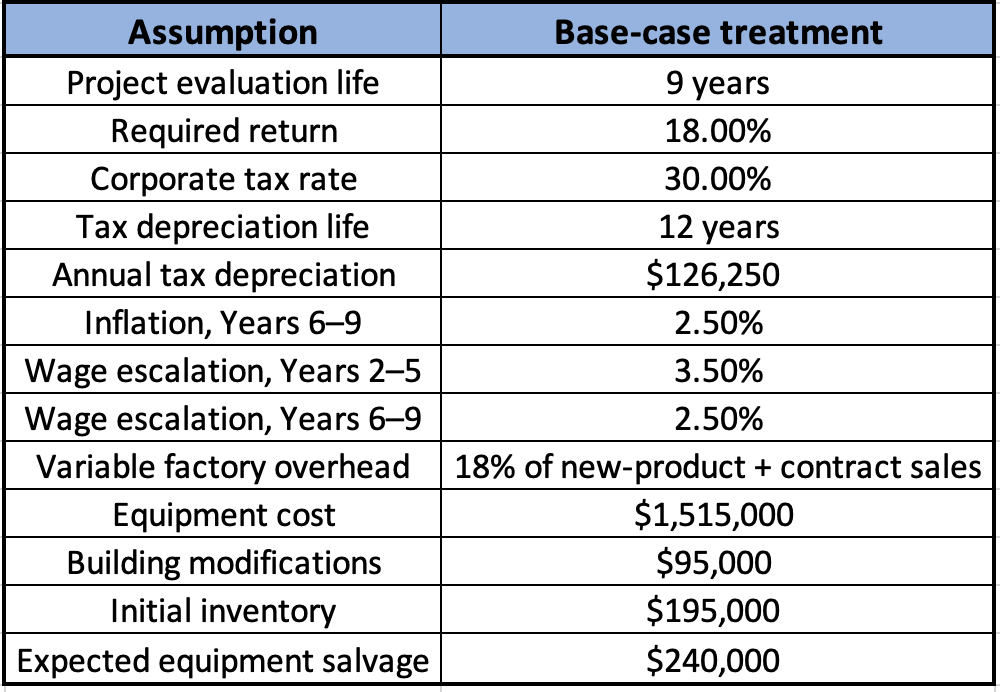 Assumption Base-case treatment
Project evaluation life 9 years
Required return 18.00%
Corporate tax rate 30.00%
Tax depreciation life 12 years
Annual tax depreciation $126,250
Inflation, Years 6–9 2.50%
Wage escalation, Years 2–5 3.50%
Wage escalation, Years 6–9 2.50%
Variable factory overhead 18% of new-product + contract sales
Equipment cost $1,515,000
Building modifications $95,000
Initial inventory $195,000
Expected equipment salvage $240,000